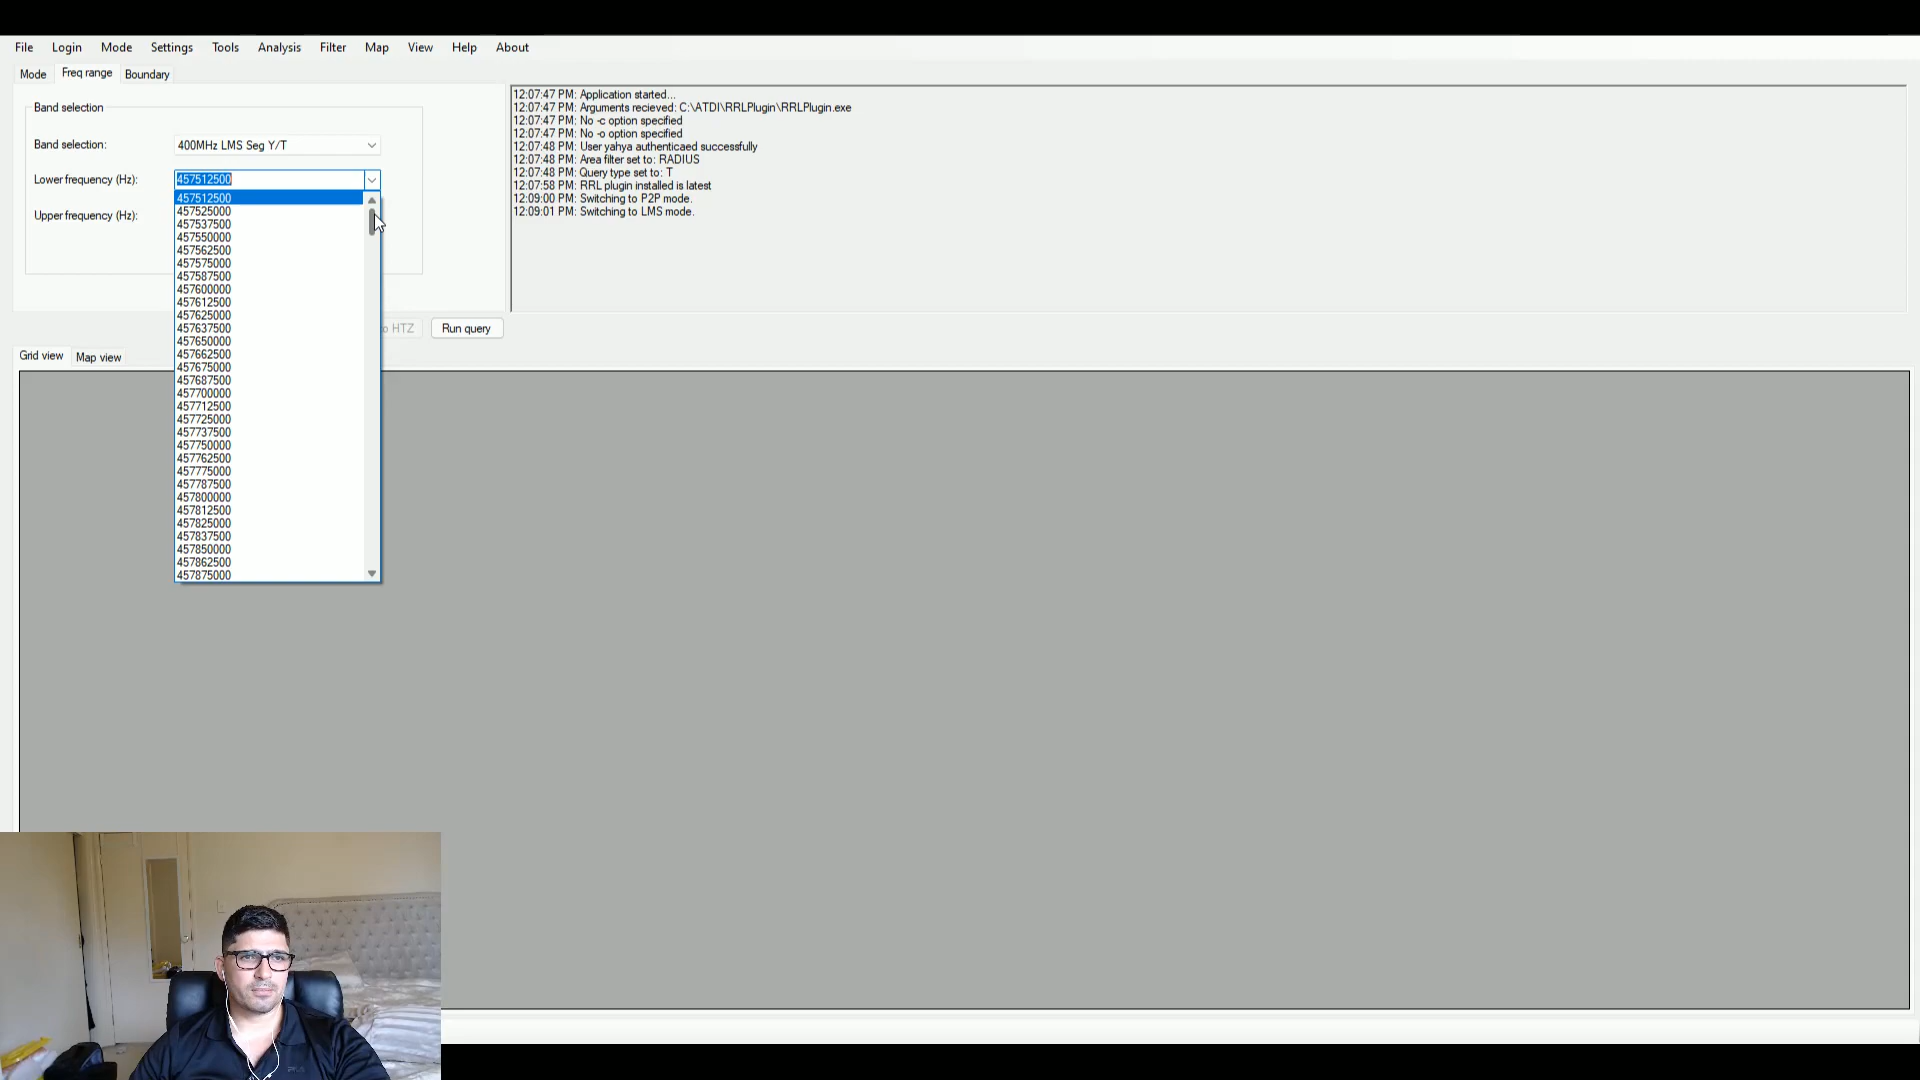 File Login Mode Settings Tools Analysis Filter Map View Help About
Mode Freq range Boundary
Band selection
Band selection: 400MHz LMS Seg Y/T
Lower frequency (Hz): 457512500
Upper frequency (Hz):
457512500
457525000
457537500
457550000
457562500
457575000
457587500
457600000
457612500
457625000
457637500
457650000
457662500
457675000
457687500
457700000
457712500
457725000
457737500
457750000
457762500
457775000
457787500
457800000
457812500
457825000
457837500
457850000
457862500
457875000
12:07:47 PM: Application started...
12:07:47 PM: Arguments recieved: C:\ATDI\RRLPlugin\RRLPlugin.exe
12:07:47 PM: No -c option specified
12:07:47 PM: No -o option specified
12:07:48 PM: User yahya authenticaed successfully
12:07:48 PM: Area filter set to: RADIUS
12:07:48 PM: Query type set to: T
12:07:58 PM: RRL plugin installed is latest
12:09:00 PM: Switching to P2P mode.
12:09:01 PM: Switching to LMS mode.
HTZ Run query
Grid view Map view